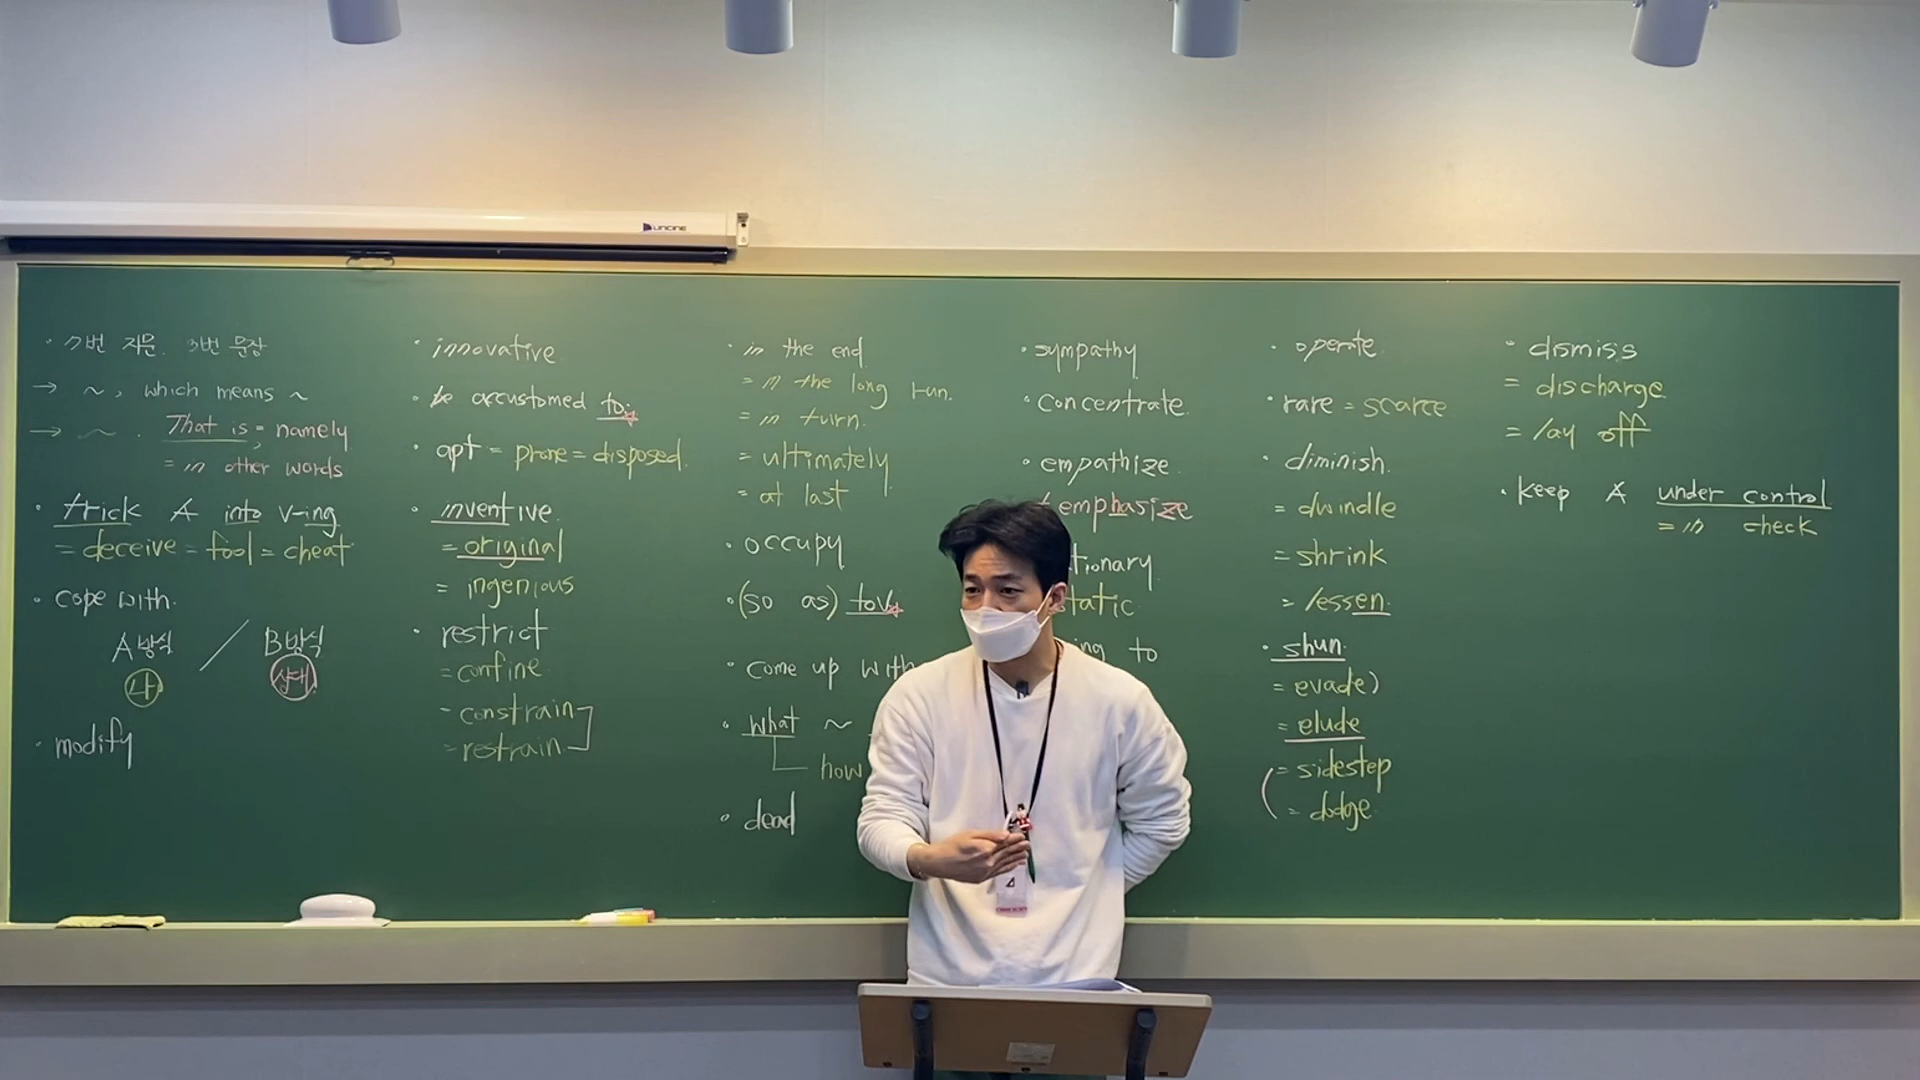 UNCINE
· 7번 지문. 3번 문장
→ ~, which means ~
→ ~. That is, = namely
= in other words
· trick A into v-ing
= deceive = fool = cheat
· cope with.
A방식 / B방식
나 상대
· modify
· innovative
· be accustomed to
· apt = prone = disposed.
· inventive.
= original
= ingenious
· restrict
= confine
- constrain
= restrain
· in the end
= in the long run.
= in turn.
= ultimately
= at last
· occupy
· (so as) to v
· come up with
· what ~
how
· dead
· sympathy
· concentrate
· empathize
emphasize
tionary
static
ing to
· operate
· rare = scarce
· diminish.
= dwindle
= shrink
= lessen
· shun.
= evade)
= elude
(= sidestep
= dodge
· dismiss
= discharge
= lay off
· keep A under control
= in check